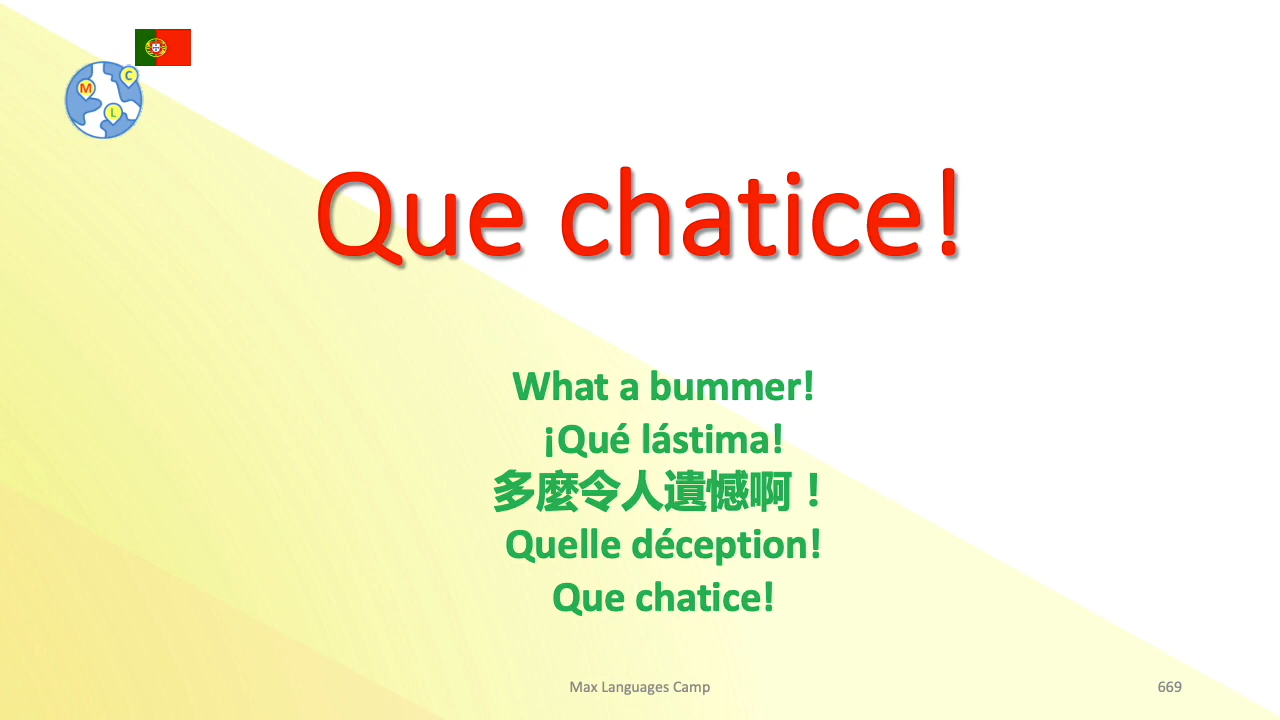 C
M
L
Que chatice!
What a bummer!
¡Qué lástima!
多麼令人遺憾啊！
Quelle déception!
Que chatice!
Max Languages Camp
669